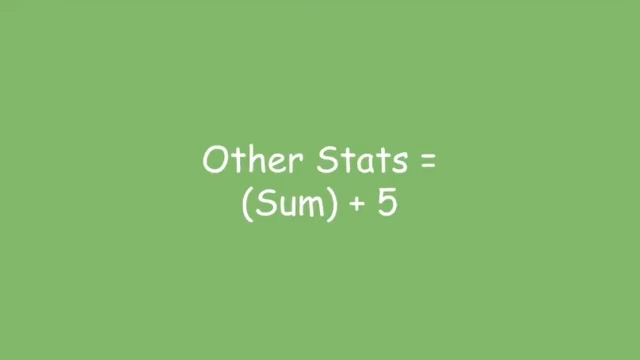 Other Stats =
(Sum) + 5